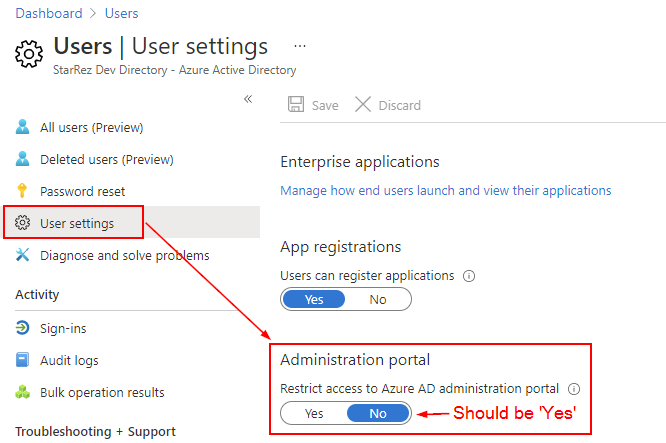 Dashboard > Users
Users | User settings ...
StarRez Dev Directory - Azure Active Directory
«
All users (Preview)
Deleted users (Preview)
Password reset
User settings
Diagnose and solve problems
Activity
Sign-ins
Audit logs
Bulk operation results
Troubleshooting + Support
Save Discard
Enterprise applications
Manage how end users launch and view their applications
App registrations
Users can register applications
Yes No
Administration portal
Restrict access to Azure AD administration portal
Yes No
Should be 'Yes'